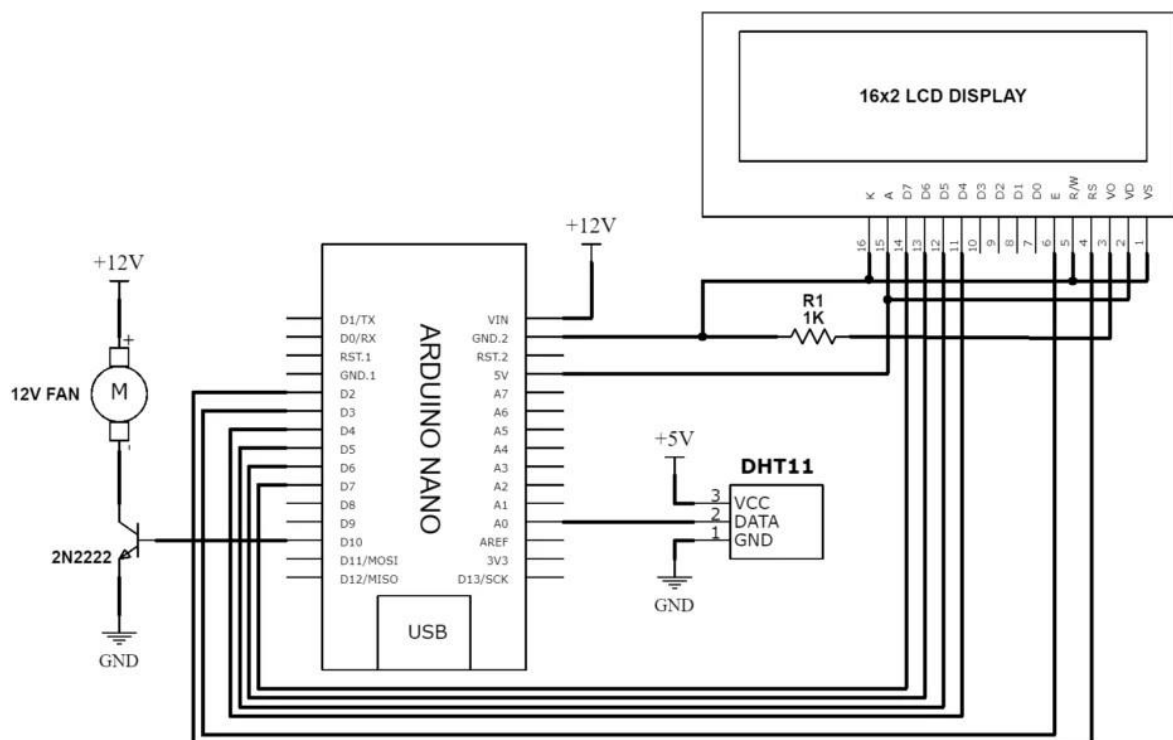 16x2 LCD DISPLAY
K
A
D7
D6
D5
D4
D3
D2
D1
D0
E
R/W
RS
VO
VD
VS
16
15
14
13
12
11
10
9
8
7
6
5
4
3
2
1
+12V
+12V
R1
1K
12V FAN
+
M
-
2N2222
GND
ARDUINO NANO
D1/TX
D0/RX
RST.1
GND.1
D2
D3
D4
D5
D6
D7
D8
D9
D10
D11/MOSI
D12/MISO
VIN
GND.2
RST.2
5V
A7
A6
A5
A4
A3
A2
A1
A0
AREF
3V3
D13/SCK
USB
+5V
DHT11
3 VCC
2 DATA
1 GND
GND